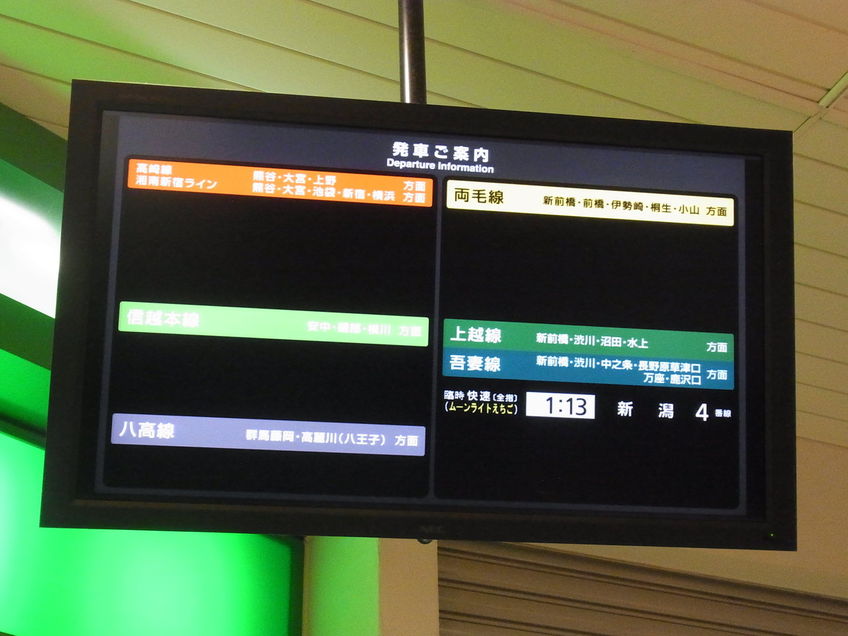 発車ご案内
Departure Information
高崎線 熊谷・大宮・上野 方面
湘南新宿ライン 熊谷・大宮・池袋・新宿・横浜 方面
信越本線 安中・磯部・横川 方面
八高線 群馬藤岡・高麗川(八王子) 方面
両毛線 新前橋・前橋・伊勢崎・桐生・小山 方面
上越線 新前橋・渋川・沼田・水上 方面
吾妻線 新前橋・渋川・中之条・長野原草津口 方面
万座・鹿沢口
臨時 快速(全指) 1:13 新潟 4番線
(ムーンライトえちご)
NEC